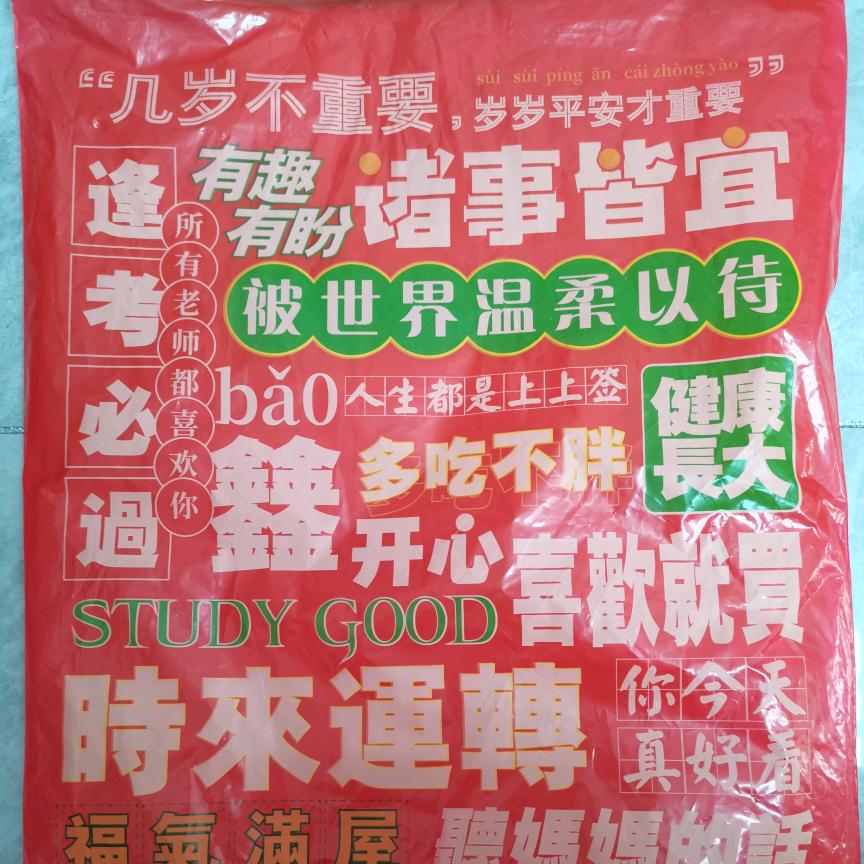 “几岁不重要，岁岁平安才重要”
suì suì píng ān cái zhòng yào
逢考必過
所有老师都喜欢你
有趣
有盼
诸事皆宜
被世界温柔以待
bǎo
𨰻
人生都是上上签
多吃不胖
健康
長大
开心
喜歡就買
STUDY GOOD
時來運轉
你今天
真好看
福氣滿屋
聽媽媽的話